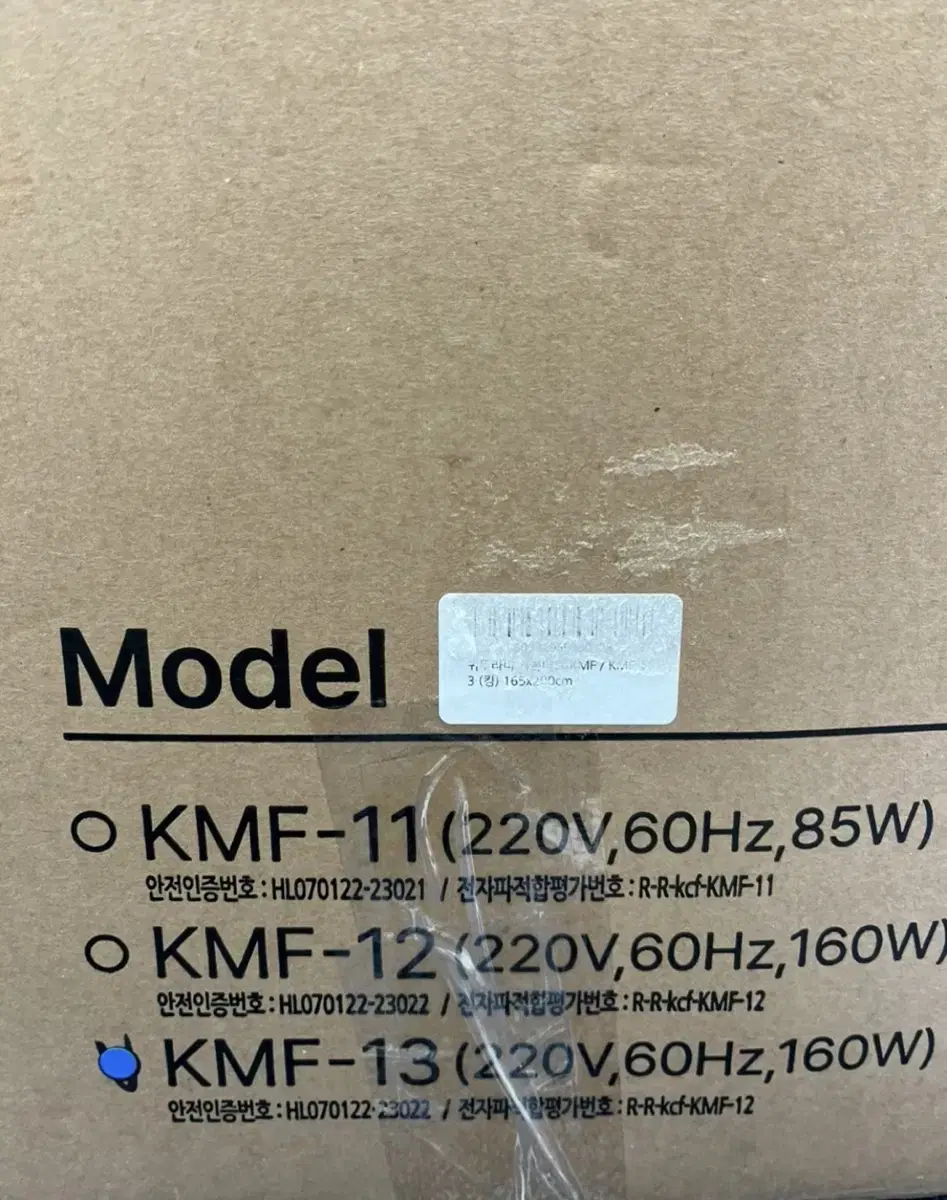 Model
3 (킹) 165x200cm
KMF-11 (220V,60Hz,85W)
안전인증번호 : HL070122-23021 / 전자파적합평가번호 : R-R-kcf-KMF-11
KMF-12 (220V,60Hz,160W)
안전인증번호 : HL070122-23022 / 전자파적합평가번호 : R-R-kcf-KMF-12
KMF-13 (220V,60Hz,160W)
안전인증번호 : HL070122-23022 / 전자파적합평가번호 : R-R-kcf-KMF-12